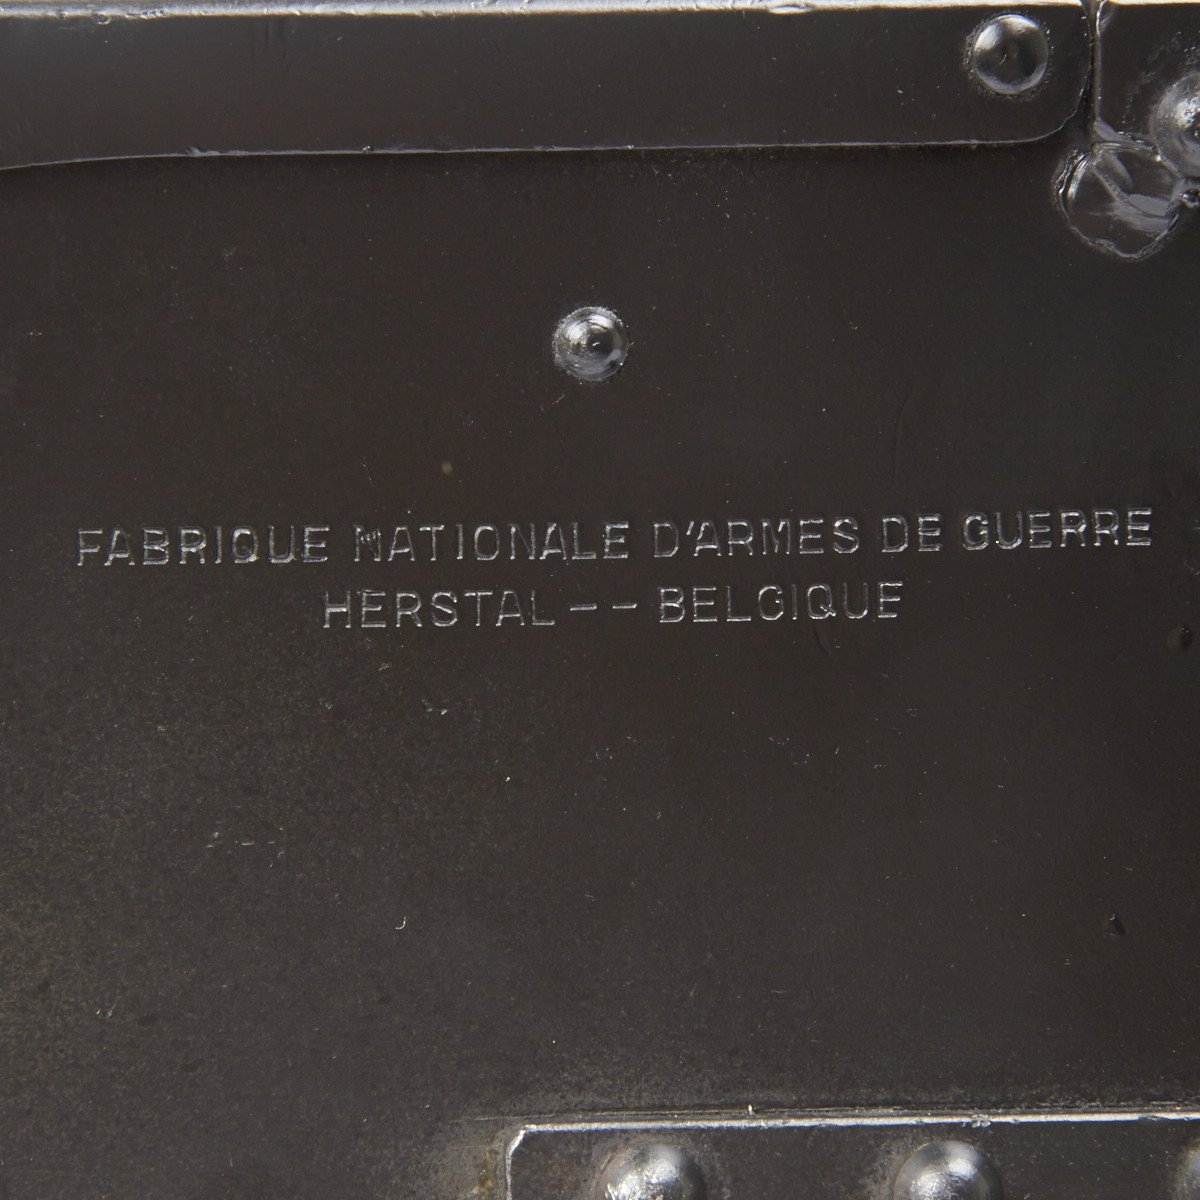 FABRIQUE NATIONALE D'ARMES DE GUERRE
HERSTAL -- BELGIQUE